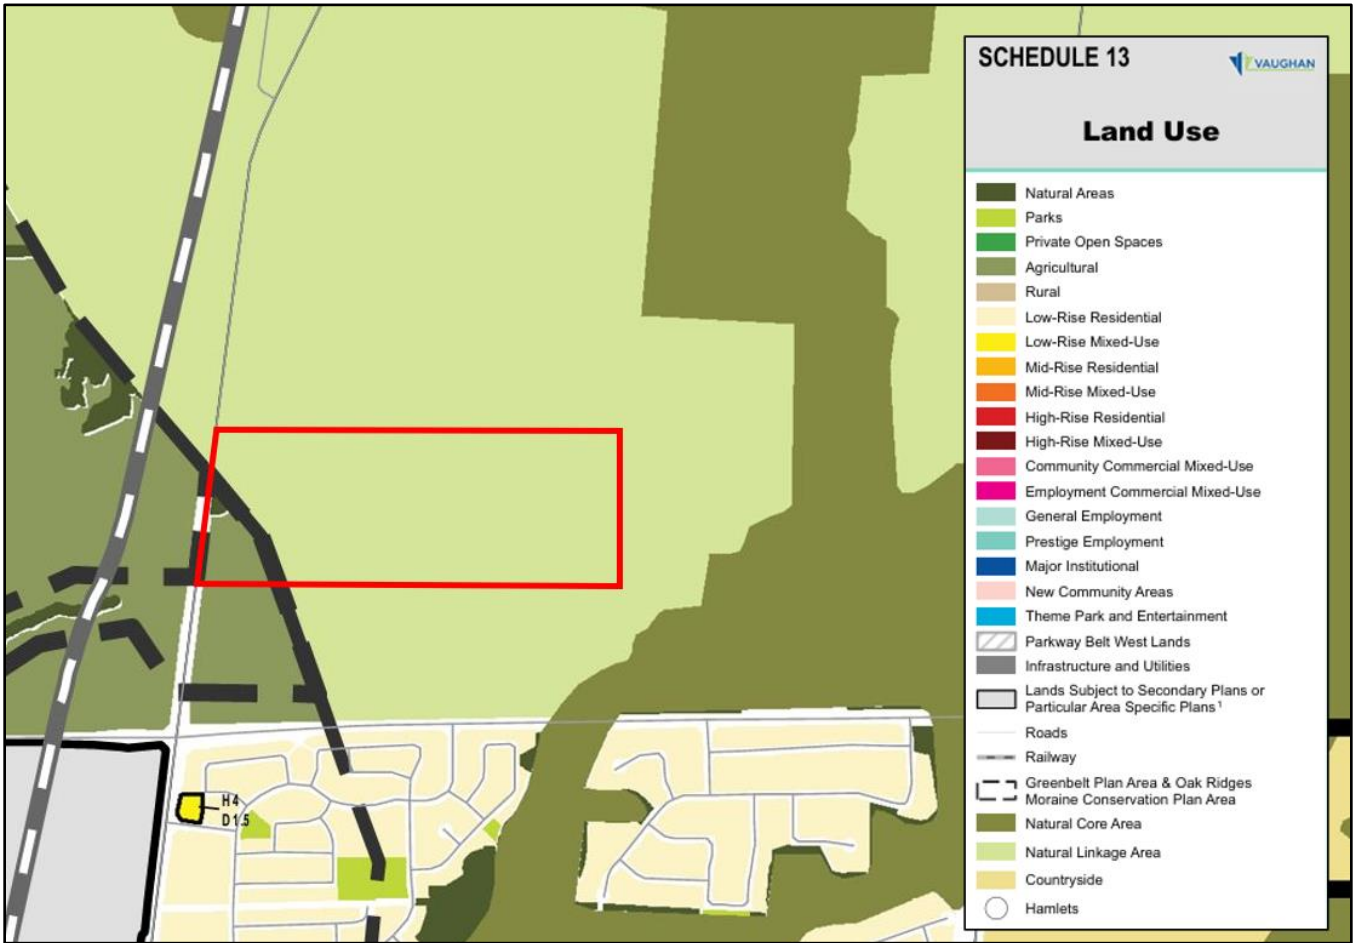 SCHEDULE 13
VAUGHAN
Land Use
Natural Areas
Parks
Private Open Spaces
Agricultural
Rural
Low-Rise Residential
Low-Rise Mixed-Use
Mid-Rise Residential
Mid-Rise Mixed-Use
High-Rise Residential
High-Rise Mixed-Use
Community Commercial Mixed-Use
Employment Commercial Mixed-Use
General Employment
Prestige Employment
Major Institutional
New Community Areas
Theme Park and Entertainment
Parkway Belt West Lands
Infrastructure and Utilities
Lands Subject to Secondary Plans or
Particular Area Specific Plans¹
Roads
Railway
Greenbelt Plan Area & Oak Ridges
Moraine Conservation Plan Area
Natural Core Area
Natural Linkage Area
Countryside
Hamlets
H 4
D 1.5